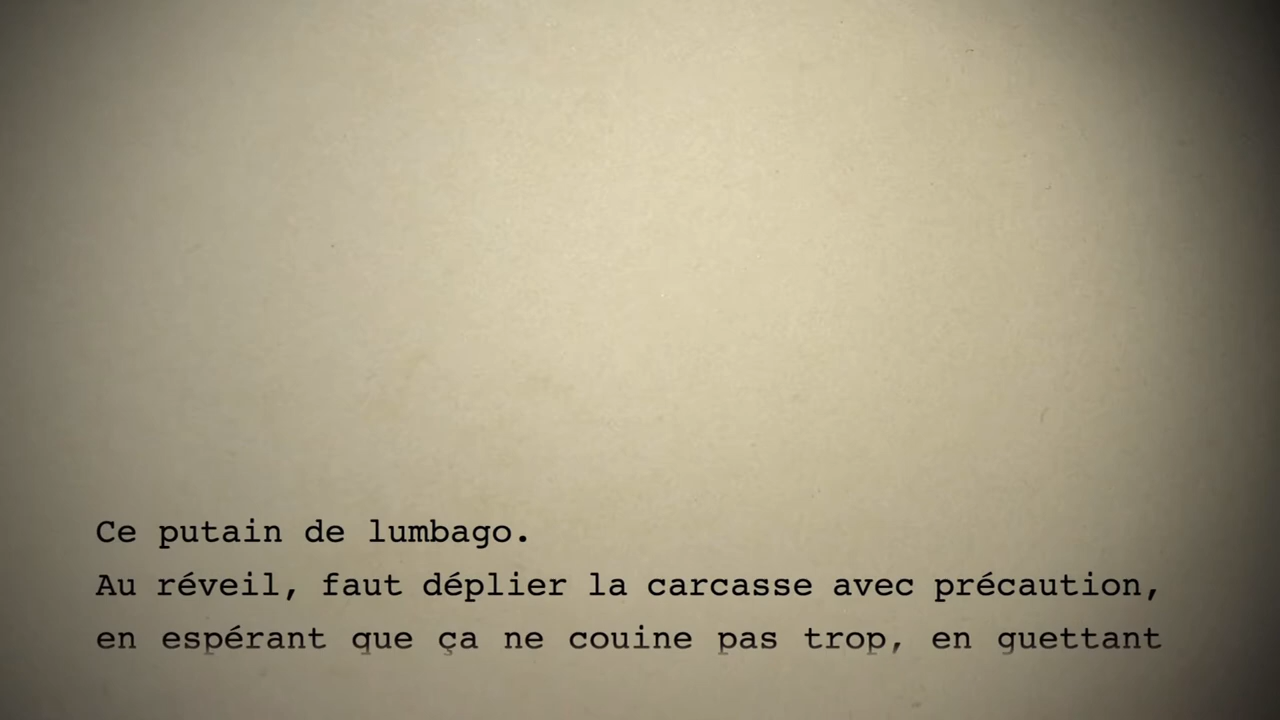 Ce putain de lumbago.
Au réveil, faut déplier la carcasse avec précaution,
en espérant que ça ne couine pas trop, en guettant